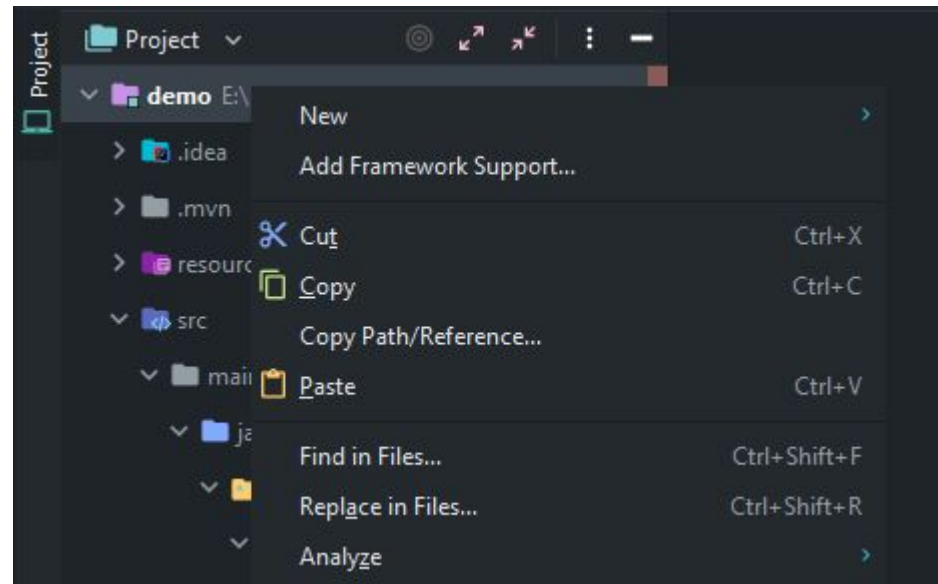 Project
Project
demo E:\
New
.idea
Add Framework Support...
.mvn
Cut Ctrl+X
resourc
Copy Ctrl+C
src
Copy Path/Reference...
mai
Paste Ctrl+V
ja
Find in Files... Ctrl+Shift+F
Replace in Files... Ctrl+Shift+R
Analyze